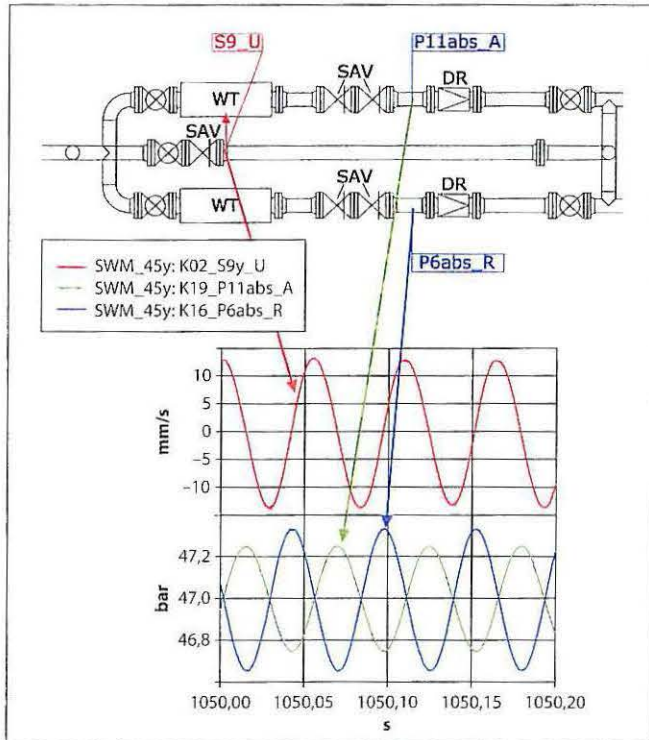 S9_U
P11abs_A
SAV
DR
WT
SAV
SAV
DR
WT
P6abs_R
SWM_45y: K02_S9y_U
SWM_45y: K19_P11abs_A
SWM_45y: K16_P6abs_R
10
5
0
−5
−10
mm/s
47,2
47,0
46,8
bar
1050,00 1050,05 1050,10 1050,15 1050,20
s